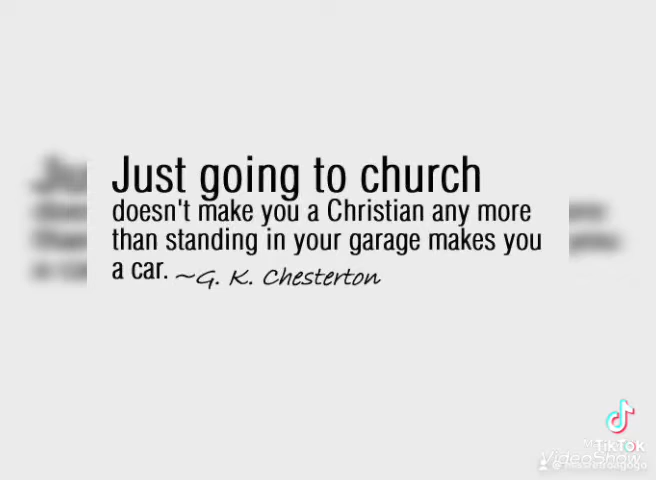 Just going to church
doesn't make you a Christian any more
than standing in your garage makes you
a car. ~G. K. Chesterton
TikTok
VideoShow